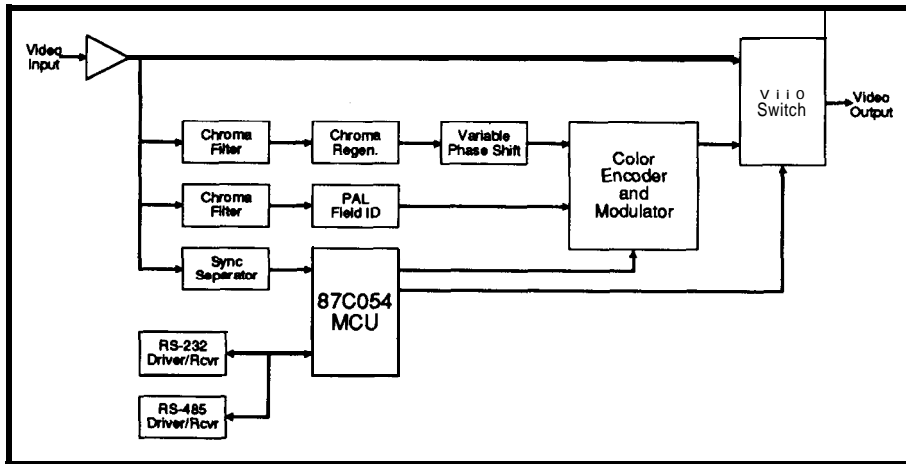 Video
Input
Viio
Switch
Video
Output
Chroma
Filter
Chroma
Regen.
Variable
Phase Shift
Color
Encoder
and
Modulator
Chroma
Filter
PAL
Field ID
Sync
Separator
87C054
MCU
RS-232
Driver/Rcvr
RS-485
Driver/Rcvr